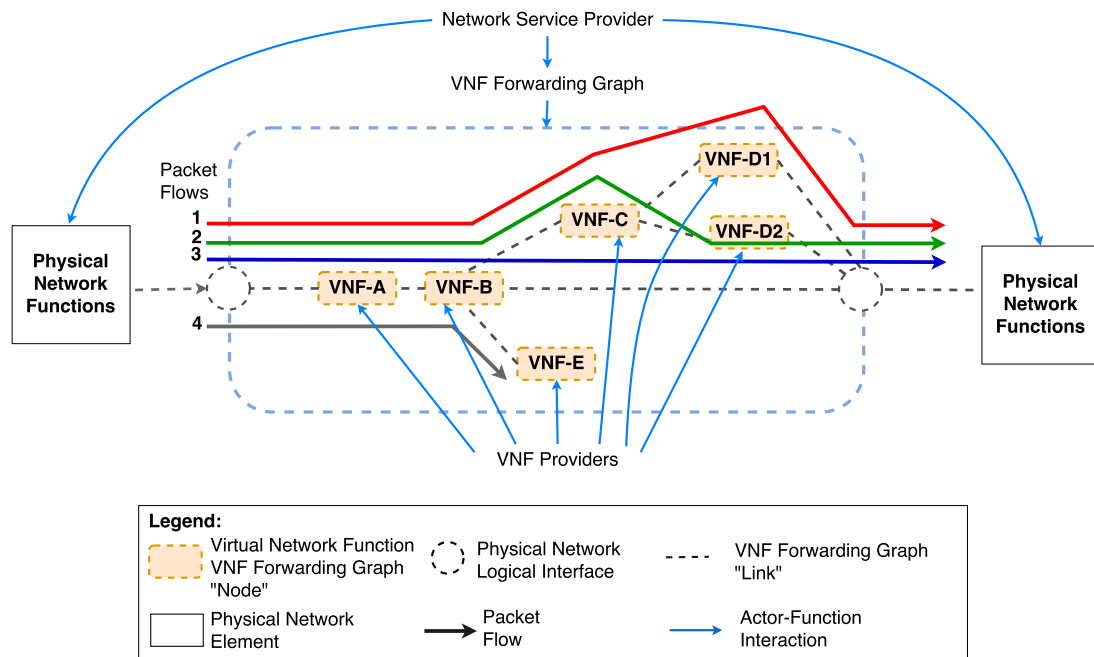 Network Service Provider
VNF Forwarding Graph
Packet
Flows
1
2
3
4
Physical
Network
Functions
VNF-A
VNF-B
VNF-C
VNF-D1
VNF-D2
VNF-E
Physical
Network
Functions
VNF Providers
Legend:
Virtual Network Function
VNF Forwarding Graph
"Node"
Physical Network
Logical Interface
VNF Forwarding Graph
"Link"
Physical Network
Element
Packet
Flow
Actor-Function
Interaction